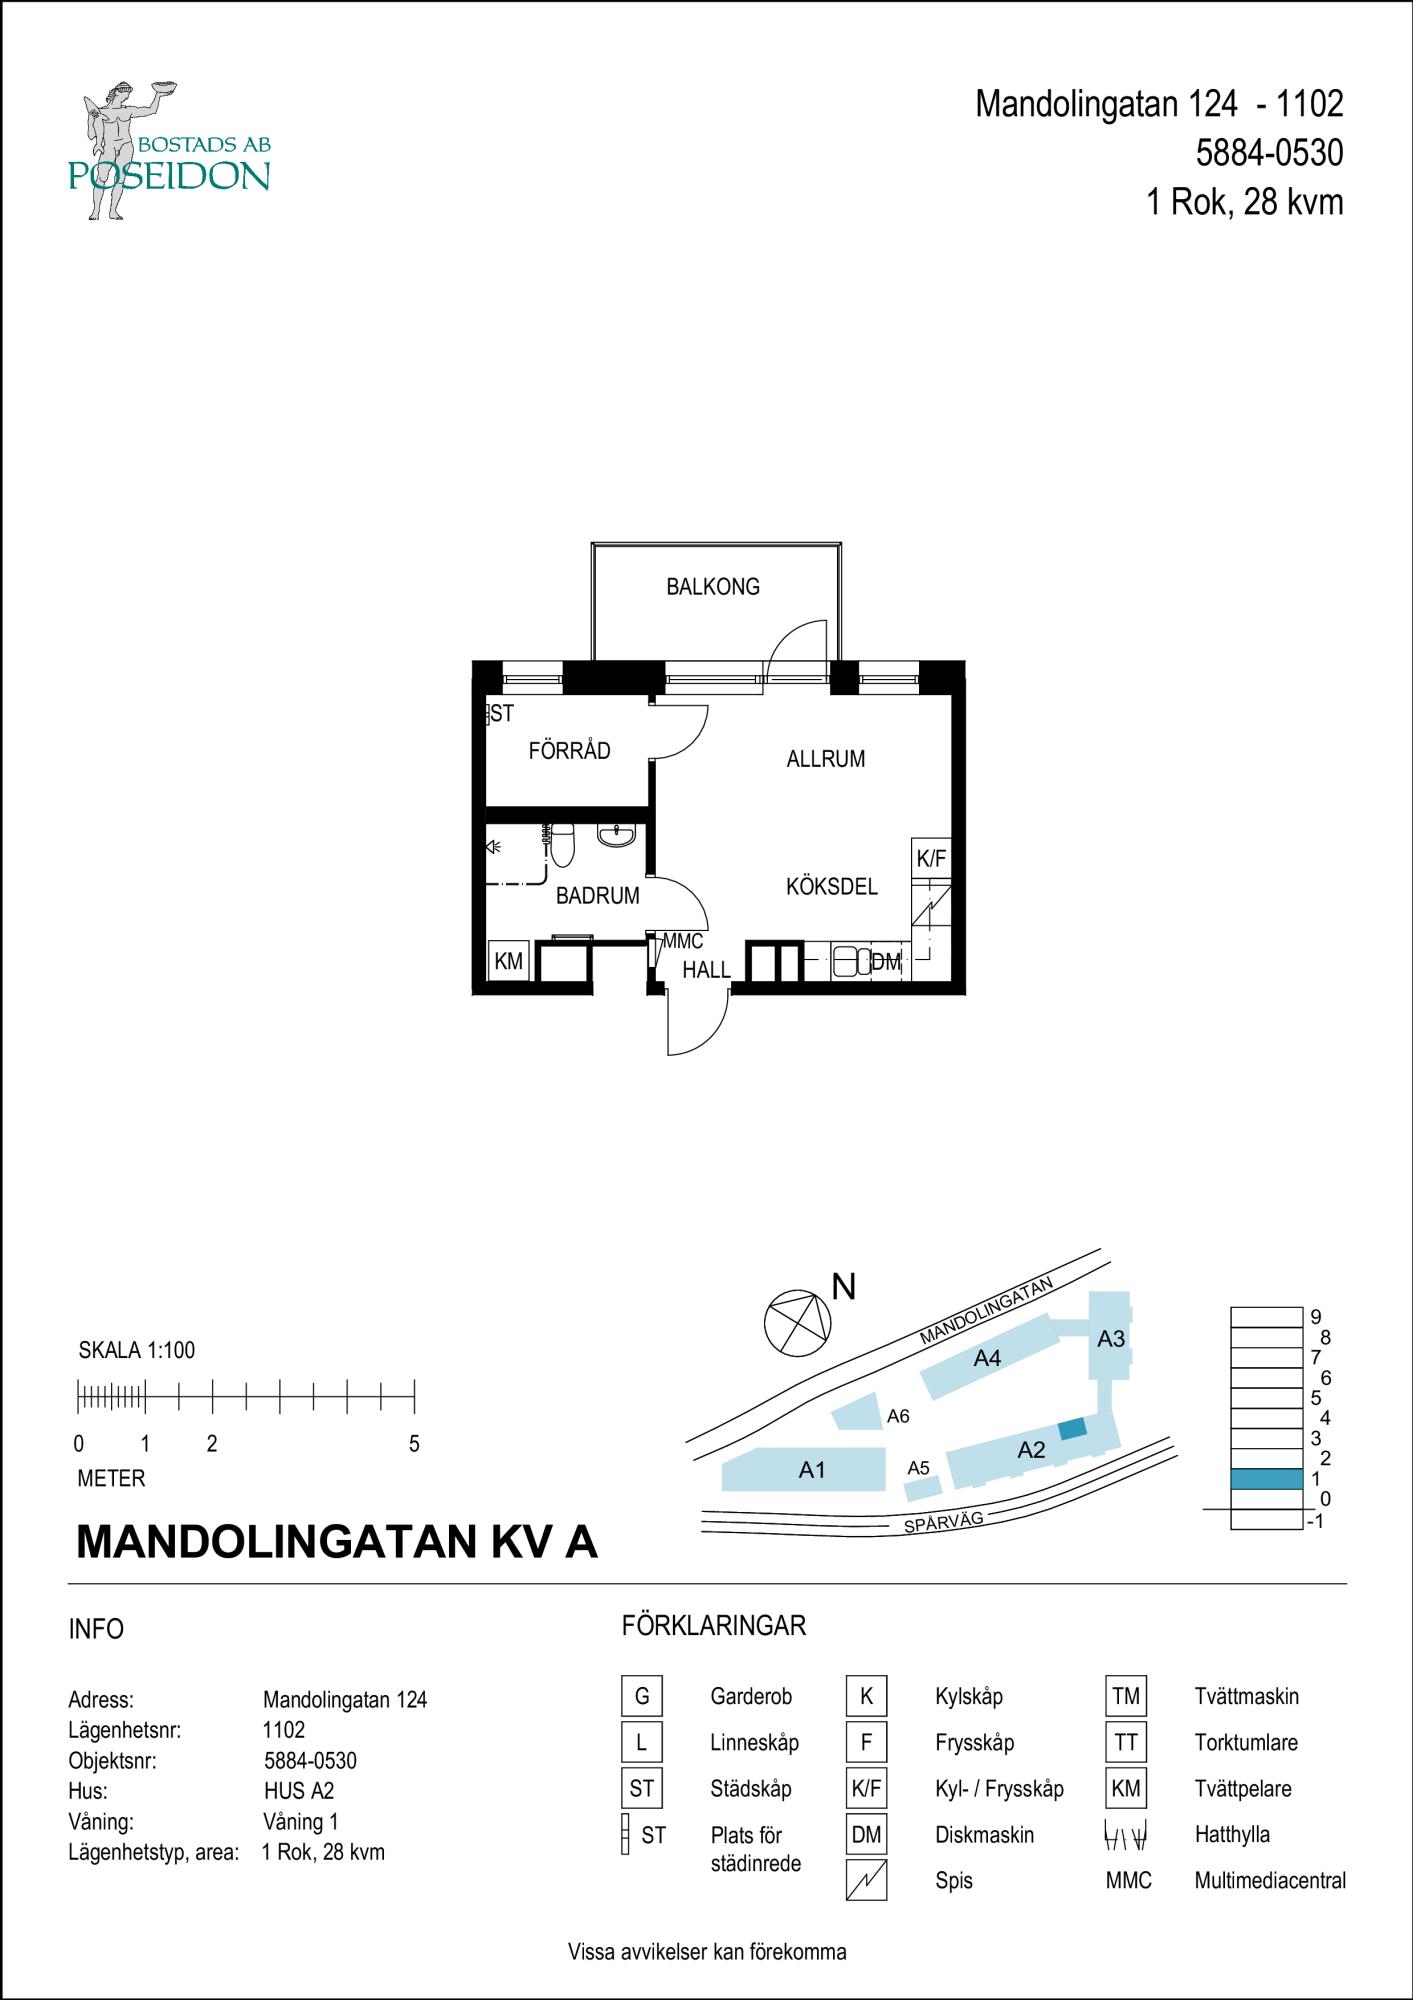 BOSTADS AB
POSEIDON
Mandolingatan 124  - 1102
5884-0530
1 Rok, 28 kvm
BALKONG
ST
FÖRRÅD
ALLRUM
K/F
KÖKSDEL
BADRUM
MMC
KM
HALL
DM
SKALA 1:100
0 1 2 5
METER
N
MANDOLINGATAN
A3
A4
A6
A2
A1
A5
SPÅRVÄG
9
8
7
6
5
4
3
2
1
0
-1
MANDOLINGATAN KV A
INFO
Adress: Mandolingatan 124
Lägenhetsnr: 1102
Objektsnr: 5884-0530
Hus: HUS A2
Våning: Våning 1
Lägenhetstyp, area: 1 Rok, 28 kvm
FÖRKLARINGAR
G Garderob
L Linneskåp
ST Städskåp
ST Plats för
städinrede
K Kylskåp
F Frysskåp
K/F Kyl- / Frysskåp
DM Diskmaskin
Spis
TM Tvättmaskin
TT Torktumlare
KM Tvättpelare
Hatthylla
MMC Multimediacentral
Vissa avvikelser kan förekomma